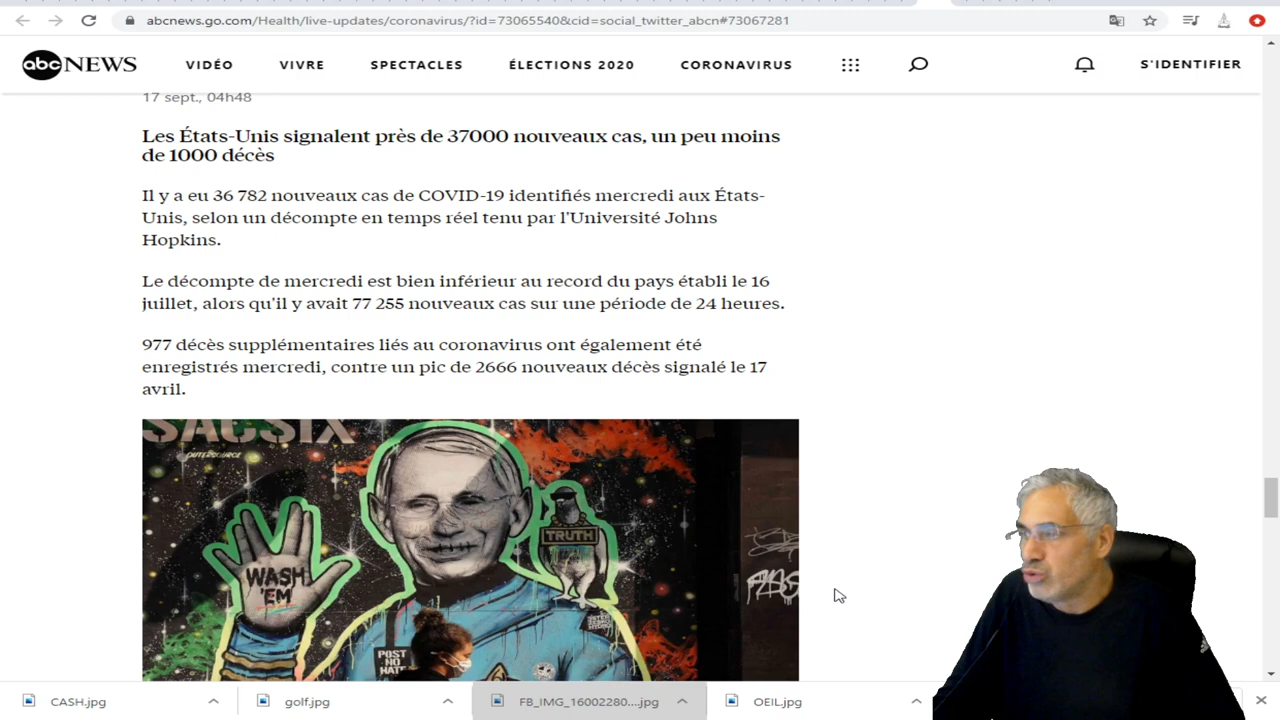 abcnews.go.com/Health/live-updates/coronavirus/?id=73065540&cid=social_twitter_abcn#73067281
abc NEWS VIDÉO VIVRE SPECTACLES ÉLECTIONS 2020 CORONAVIRUS S'IDENTIFIER
17 sept., 04h48
Les États-Unis signalent près de 37000 nouveaux cas, un peu moins
de 1000 décès
Il y a eu 36 782 nouveaux cas de COVID-19 identifiés mercredi aux États-
Unis, selon un décompte en temps réel tenu par l'Université Johns
Hopkins.
Le décompte de mercredi est bien inférieur au record du pays établi le 16
juillet, alors qu'il y avait 77 255 nouveaux cas sur une période de 24 heures.
977 décès supplémentaires liés au coronavirus ont également été
enregistrés mercredi, contre un pic de 2666 nouveaux décès signalé le 17
avril.
SACSIX
OUTERSOURCE
TRUTH
WASH
'EM
POST
NO
HATE
CASH.jpg golf.jpg FB_IMG_16002280....jpg OEIL.jpg